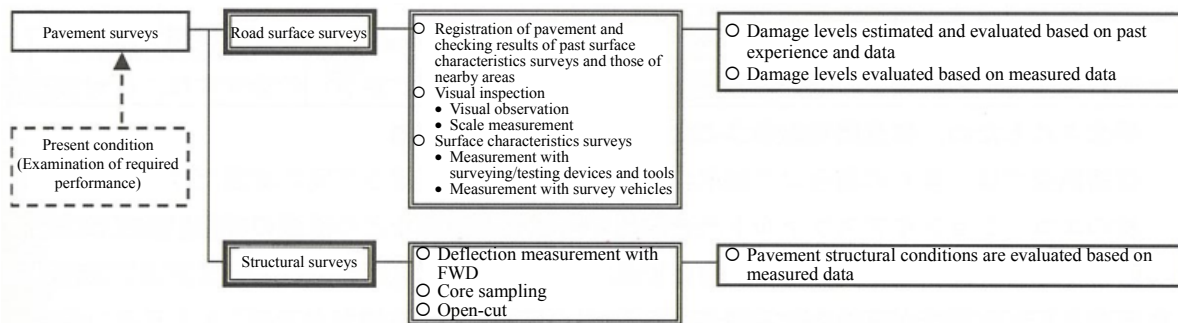 Pavement surveys
Present condition
(Examination of required
performance)
Road surface surveys
○ Registration of pavement and
checking results of past surface
characteristics surveys and those of
nearby areas
○ Visual inspection
• Visual observation
• Scale measurement
○ Surface characteristics surveys
• Measurement with
surveying/testing devices and tools
• Measurement with survey vehicles
○ Damage levels estimated and evaluated based on past
experience and data
○ Damage levels evaluated based on measured data
Structural surveys
○ Deflection measurement with
FWD
○ Core sampling
○ Open-cut
○ Pavement structural conditions are evaluated based on
measured data